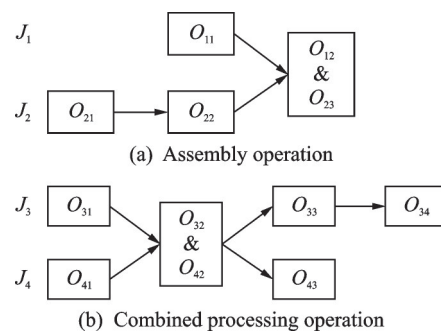 J₁ O₁₁ O₁₂
&
J₂ O₂₁ O₂₂ O₂₃
(a) Assembly operation
J₃ O₃₁ O₃₂ O₃₃ O₃₄
&
J₄ O₄₁ O₄₂ O₄₃
(b) Combined processing operation